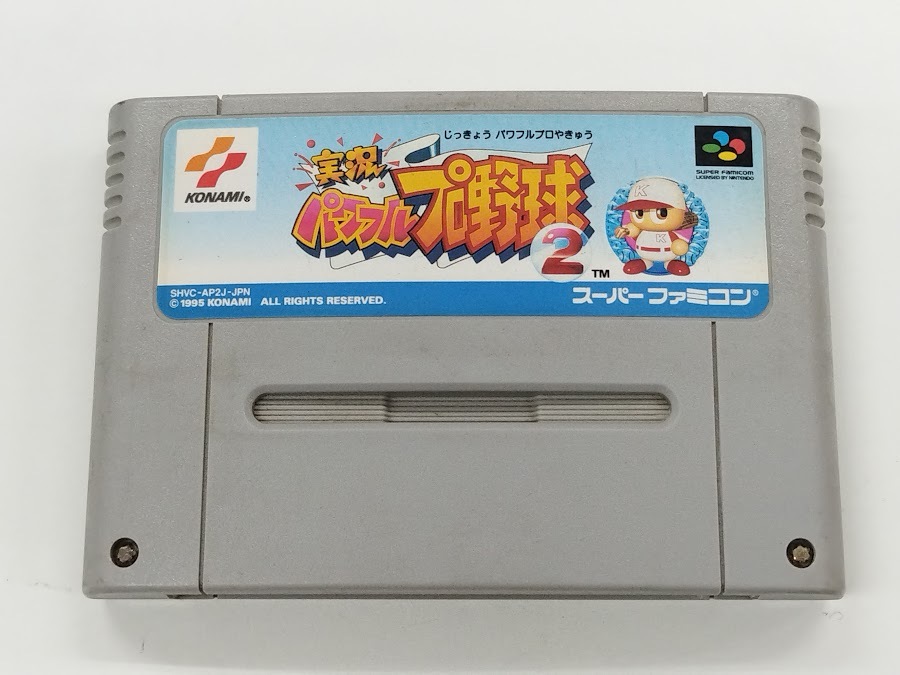 じっきょう パワフルプロやきゅう
実況
パワフル
プロ野球
2
TM
KONAMI®
SUPER FAMICOM
LICENSED BY NINTENDO
K
K
SHVC-AP2J-JPN
©1995 KONAMI ALL RIGHTS RESERVED.
スーパーファミコン®